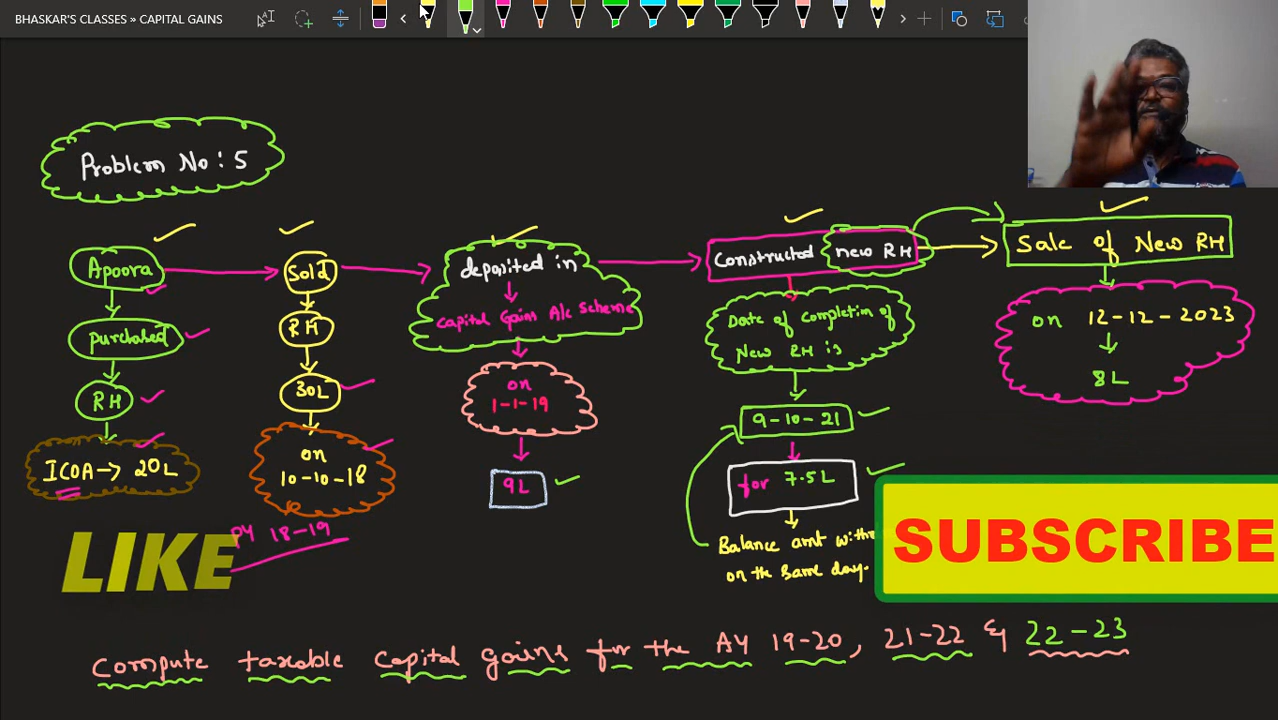 BHASKAR'S CLASSES » CAPITAL GAINS
Problem No: 5
Apoora
purchased
RH
ICOA → 20L
Sold
RH
30L
on
10-10-18
PY 18-19
deposited in
Capital Gains A/c Scheme
on
1-1-19
9L
Constructed new RH
Date of completion of
New RH is
9-10-21
for 7.5L
Balance amt
on the same day.
Sale of New RH
on 12-12-2023
8L
LIKE
SUBSCRIBE
Compute taxable Capital gains for the AY 19-20, 21-22 & 22-23